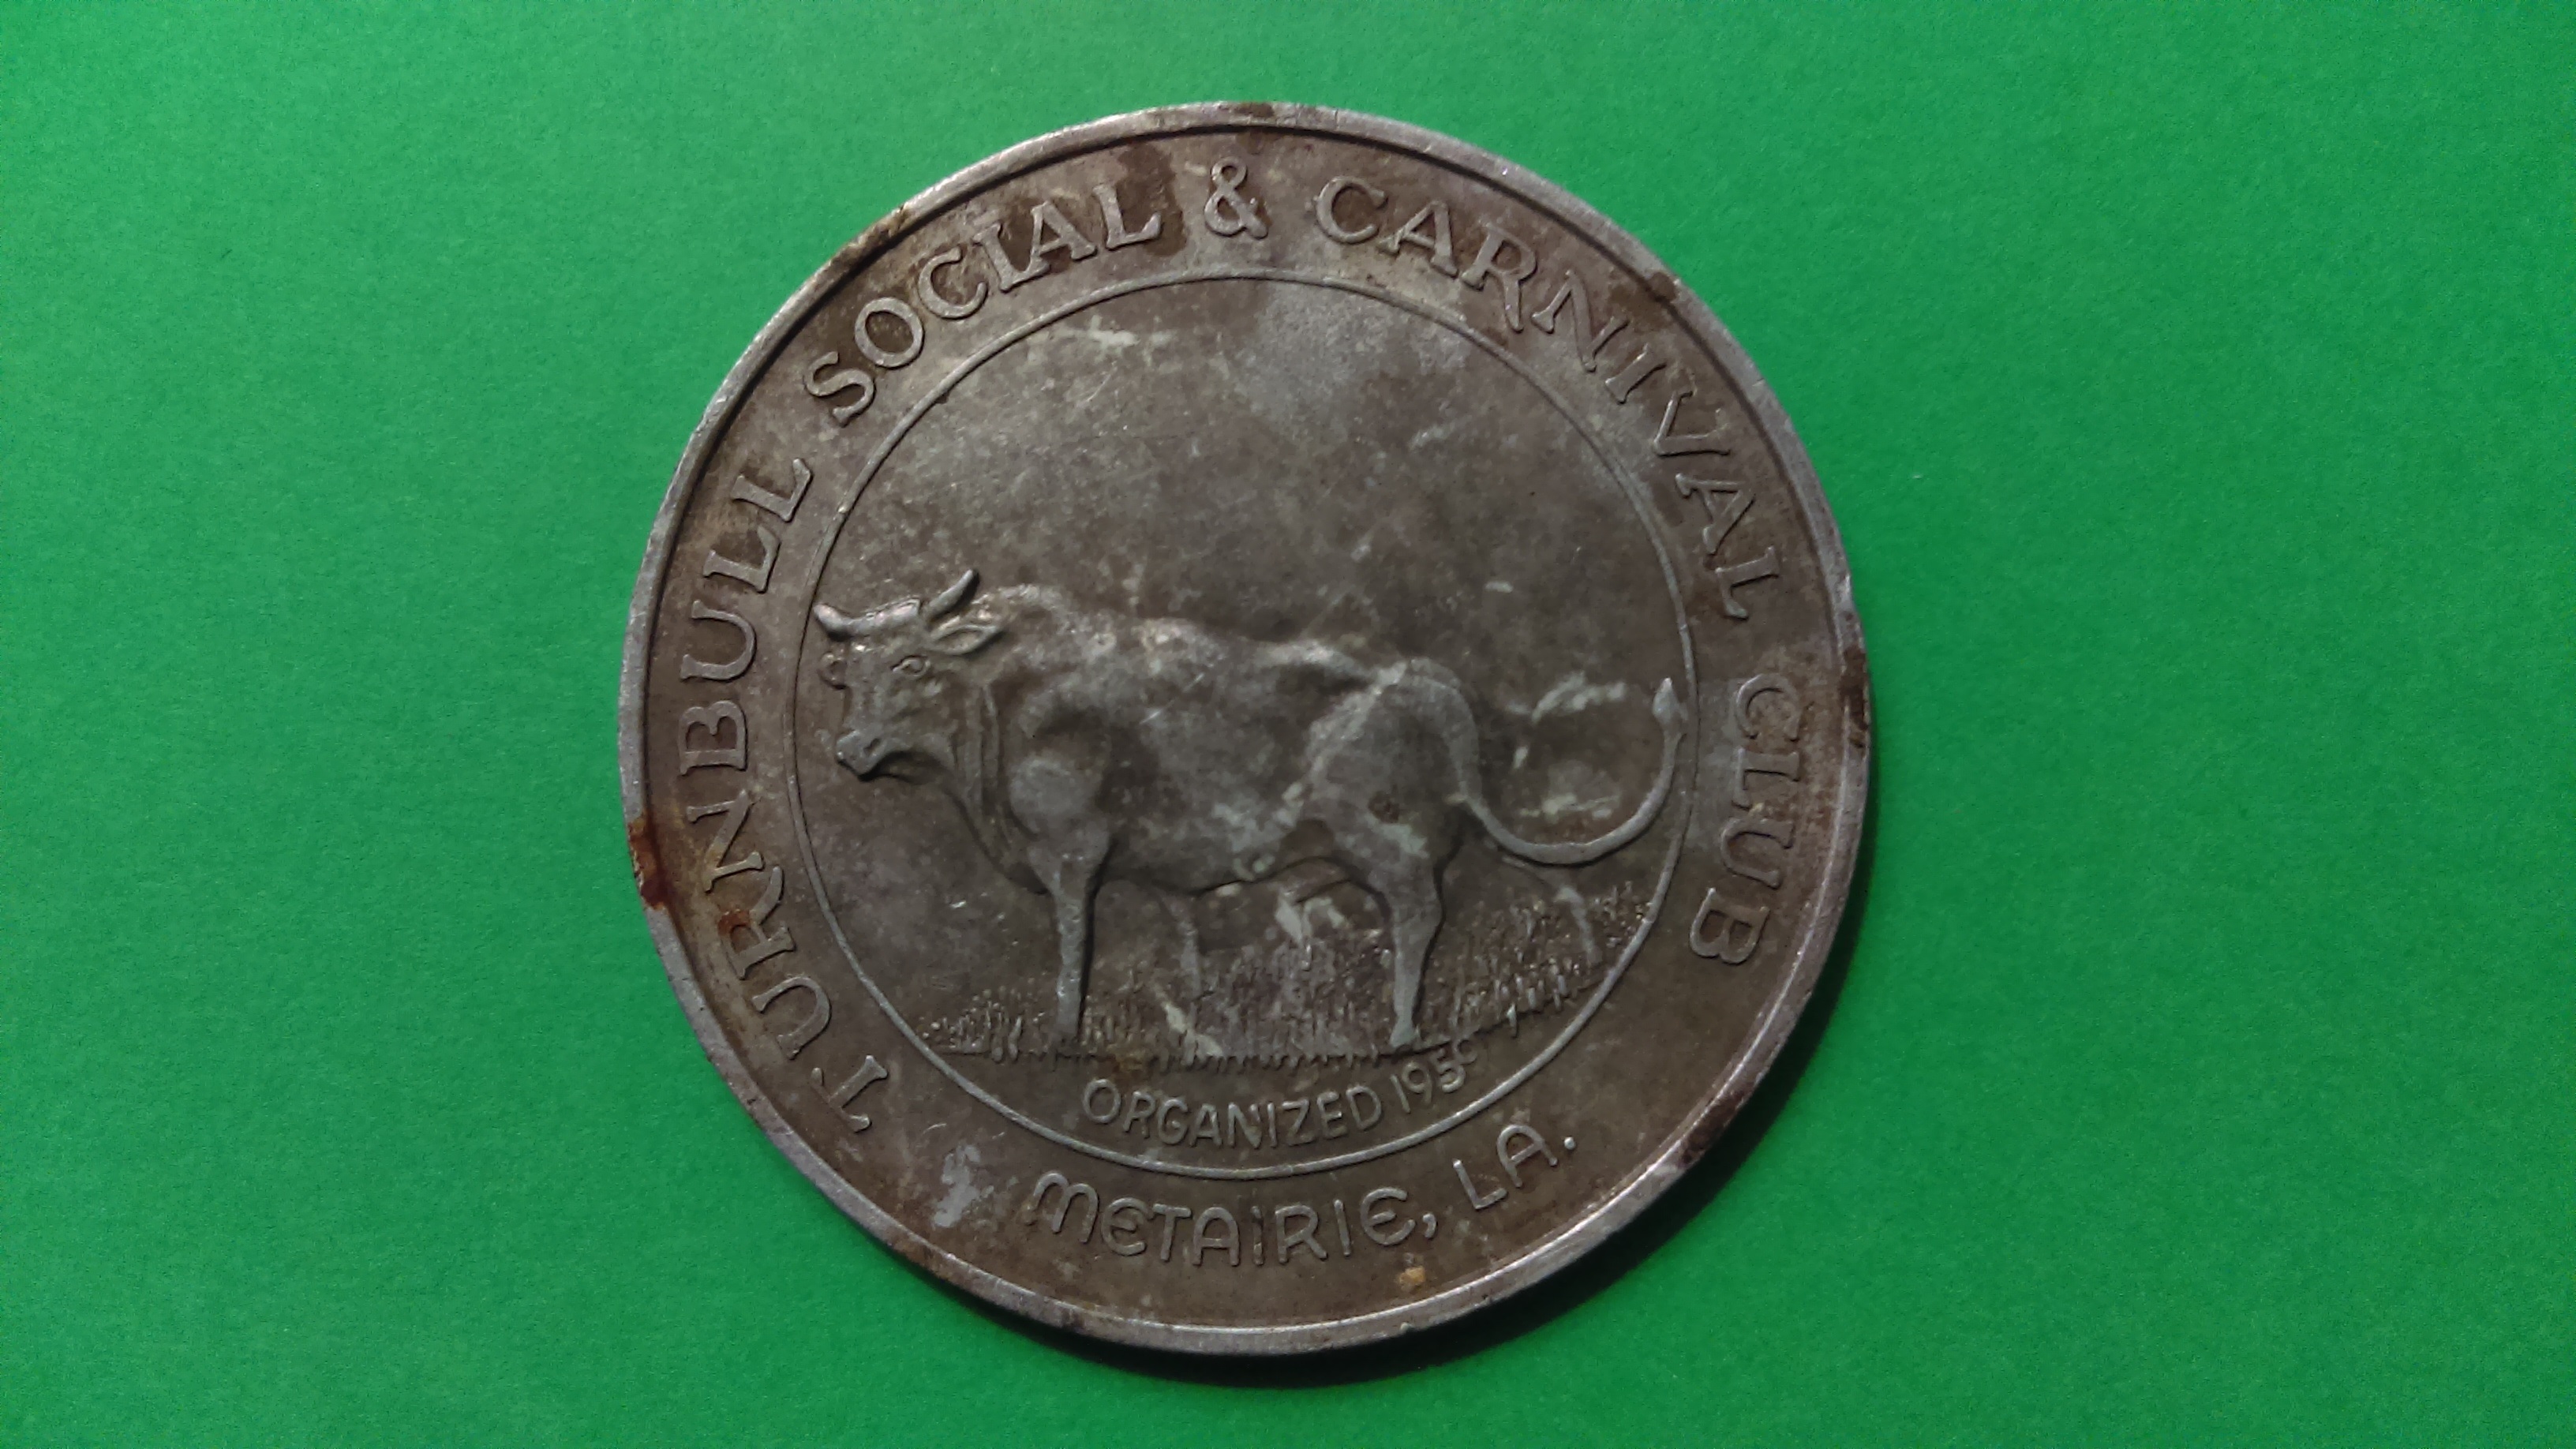 TURNBULL SOCIAL & CARNIVAL CLUB
ORGANIZED
METAIRIE, LA.